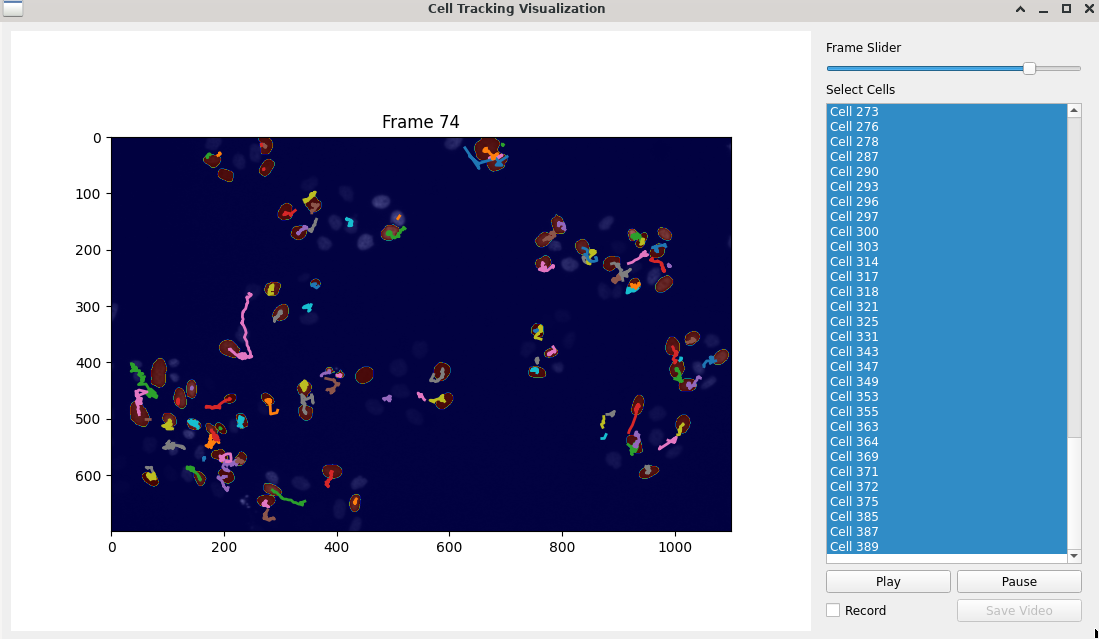 Cell Tracking Visualization
Frame Slider
Select Cells
Frame 74
0
100
200
300
400
500
600
0 200 400 600 800 1000
Cell 273
Cell 276
Cell 278
Cell 287
Cell 290
Cell 293
Cell 296
Cell 297
Cell 300
Cell 303
Cell 314
Cell 317
Cell 318
Cell 321
Cell 325
Cell 331
Cell 343
Cell 347
Cell 349
Cell 353
Cell 355
Cell 363
Cell 364
Cell 369
Cell 371
Cell 372
Cell 375
Cell 385
Cell 387
Cell 389
Play Pause
Record Save Video